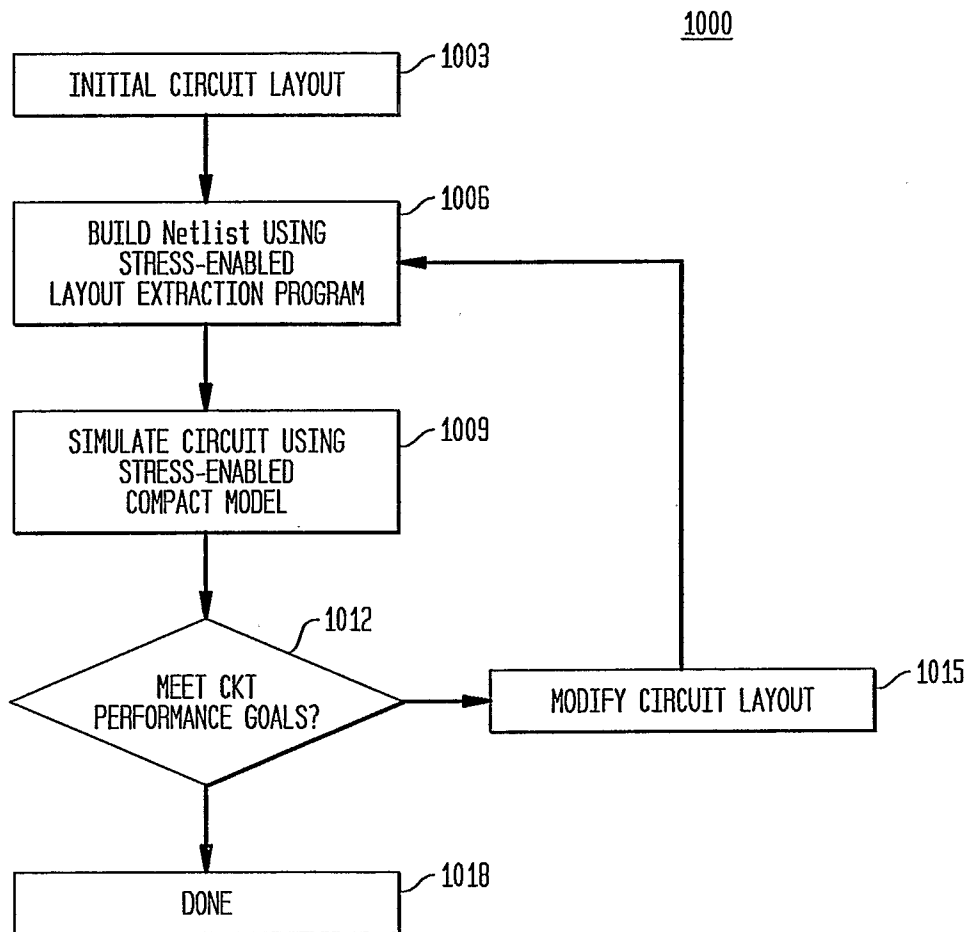 1000
1003
INITIAL CIRCUIT LAYOUT
1006
BUILD Netlist USING
STRESS-ENABLED
LAYOUT EXTRACTION PROGRAM
1009
SIMULATE CIRCUIT USING
STRESS-ENABLED
COMPACT MODEL
1012
MEET CKT
PERFORMANCE GOALS?
1015
MODIFY CIRCUIT LAYOUT
1018
DONE